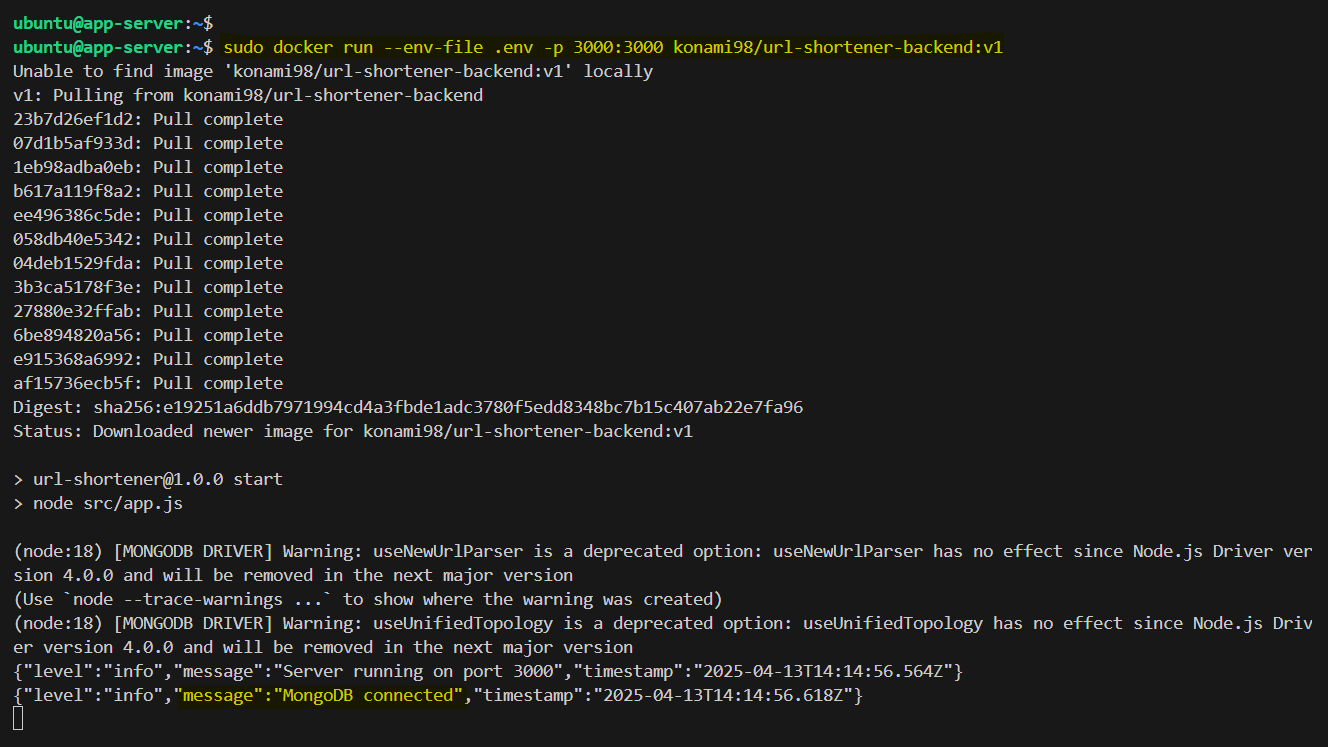 ubuntu@app-server:~$
ubuntu@app-server:~$ sudo docker run --env-file .env -p 3000:3000 konami98/url-shortener-backend:v1
Unable to find image 'konami98/url-shortener-backend:v1' locally
v1: Pulling from konami98/url-shortener-backend
23b7d26ef1d2: Pull complete
07d1b5af933d: Pull complete
1eb98adba0eb: Pull complete
b617a119f8a2: Pull complete
ee496386c5de: Pull complete
058db40e5342: Pull complete
04deb1529fda: Pull complete
3b3ca5178f3e: Pull complete
27880e32ffab: Pull complete
6be894820a56: Pull complete
e915368a6992: Pull complete
af15736ecb5f: Pull complete
Digest: sha256:e19251a6ddb7971994cd4a3fbde1adc3780f5edd8348bc7b15c407ab22e7fa96
Status: Downloaded newer image for konami98/url-shortener-backend:v1
> url-shortener@1.0.0 start
> node src/app.js
(node:18) [MONGODB DRIVER] Warning: useNewUrlParser is a deprecated option: useNewUrlParser has no effect since Node.js Driver ver
sion 4.0.0 and will be removed in the next major version
(Use `node --trace-warnings ...` to show where the warning was created)
(node:18) [MONGODB DRIVER] Warning: useUnifiedTopology is a deprecated option: useUnifiedTopology has no effect since Node.js Driv
er version 4.0.0 and will be removed in the next major version
{"level":"info","message":"Server running on port 3000","timestamp":"2025-04-13T14:14:56.564Z"}
{"level":"info","message":"MongoDB connected","timestamp":"2025-04-13T14:14:56.618Z"}